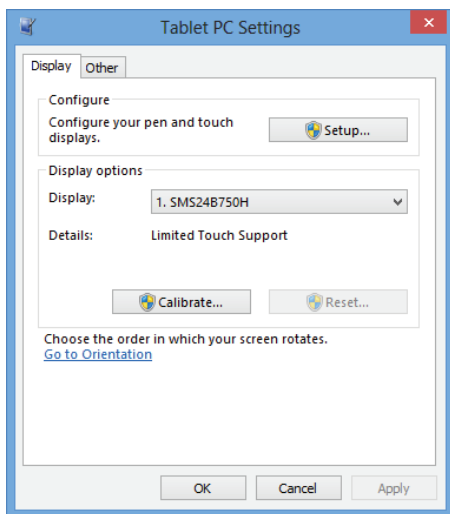 Tablet PC Settings
Display
Other
Configure
Configure your pen and touch
displays.
Setup...
Display options
Display:
1. SMS24B750H
Details:
Limited Touch Support
Calibrate...
Reset...
Choose the order in which your screen rotates.
Go to Orientation
OK
Cancel
Apply